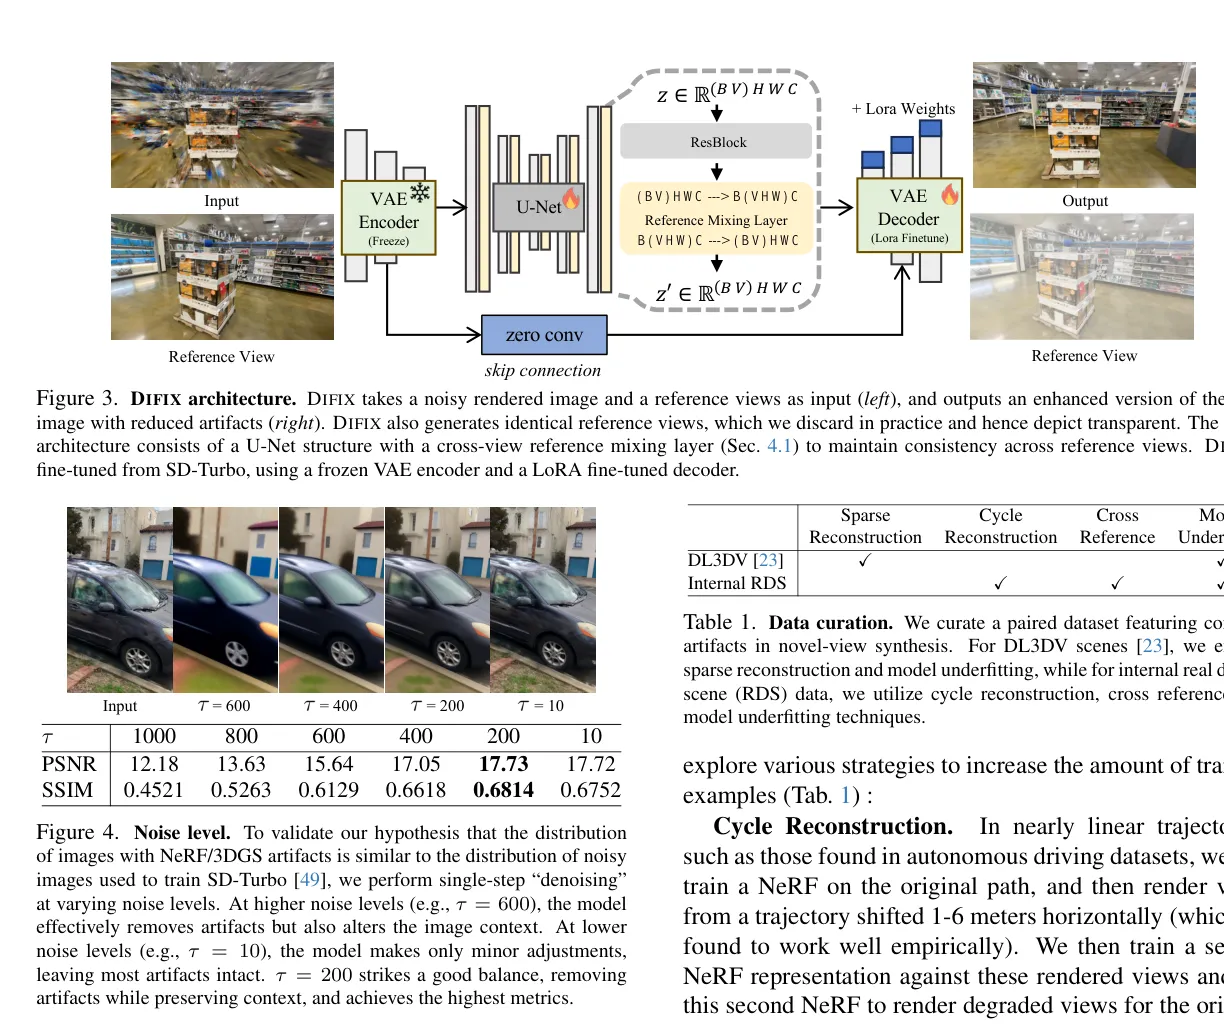 Input
Reference View
VAE
Encoder
(Freeze)
U-Net
z ∈ ℝ^(B V) H W C
ResBlock
(BV)HWC ---> B(VHW)C
Reference Mixing Layer
B(VHW)C ---> (BV)HWC
z′ ∈ ℝ^(B V) H W C
zero conv
skip connection
+ Lora Weights
VAE
Decoder
(Lora Finetune)
Output
Reference View
Figure 3. DIFIX architecture. DIFIX takes a noisy rendered image and a reference views as input (left), and outputs an enhanced version of the
image with reduced artifacts (right). DIFIX also generates identical reference views, which we discard in practice and hence depict transparent. The
architecture consists of a U-Net structure with a cross-view reference mixing layer (Sec. 4.1) to maintain consistency across reference views.
fine-tuned from SD-Turbo, using a frozen VAE encoder and a LoRA fine-tuned decoder.
Input τ = 600 τ = 400 τ = 200 τ = 10
τ 1000 800 600 400 200 10
PSNR 12.18 13.63 15.64 17.05 17.73 17.72
SSIM 0.4521 0.5263 0.6129 0.6618 0.6814 0.6752
Figure 4. Noise level. To validate our hypothesis that the distribution
of images with NeRF/3DGS artifacts is similar to the distribution of noisy
images used to train SD-Turbo [49], we perform single-step “denoising”
at varying noise levels. At higher noise levels (e.g., τ = 600), the model
effectively removes artifacts but also alters the image context. At lower
noise levels (e.g., τ = 10), the model makes only minor adjustments,
leaving most artifacts intact. τ = 200 strikes a good balance, removing
artifacts while preserving context, and achieves the highest metrics.
Sparse Cycle Cross
Reconstruction Reconstruction Reference
DL3DV [23] ✓ ✓
Internal RDS ✓ ✓ ✓
Table 1. Data curation. We curate a paired dataset featuring
artifacts in novel-view synthesis. For DL3DV scenes [23], we
sparse reconstruction and model underfitting, while for internal real
scene (RDS) data, we utilize cycle reconstruction, cross reference
model underfitting techniques.
explore various strategies to increase the amount of
examples (Tab. 1) :
Cycle Reconstruction. In nearly linear
such as those found in autonomous driving datasets, we
train a NeRF on the original path, and then render
from a trajectory shifted 1-6 meters horizontally
found to work well empirically). We then train a
NeRF representation against these rendered views
this second NeRF to render degraded views for the